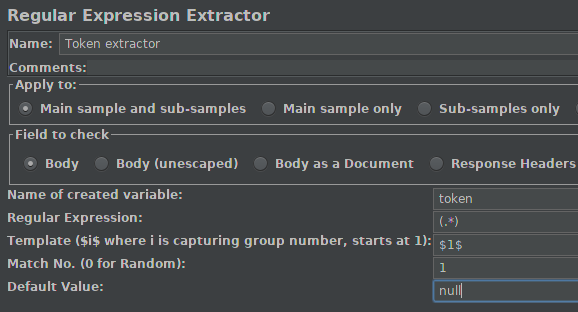 Regular Expression Extractor
Name: Token extractor
Comments:
Apply to:
Main sample and sub-samples Main sample only Sub-samples only
Field to check
Body Body (unescaped) Body as a Document Response Headers
Name of created variable: token
Regular Expression: (.*)
Template ($i$ where i is capturing group number, starts at 1): $1$
Match No. (0 for Random): 1
Default Value: null